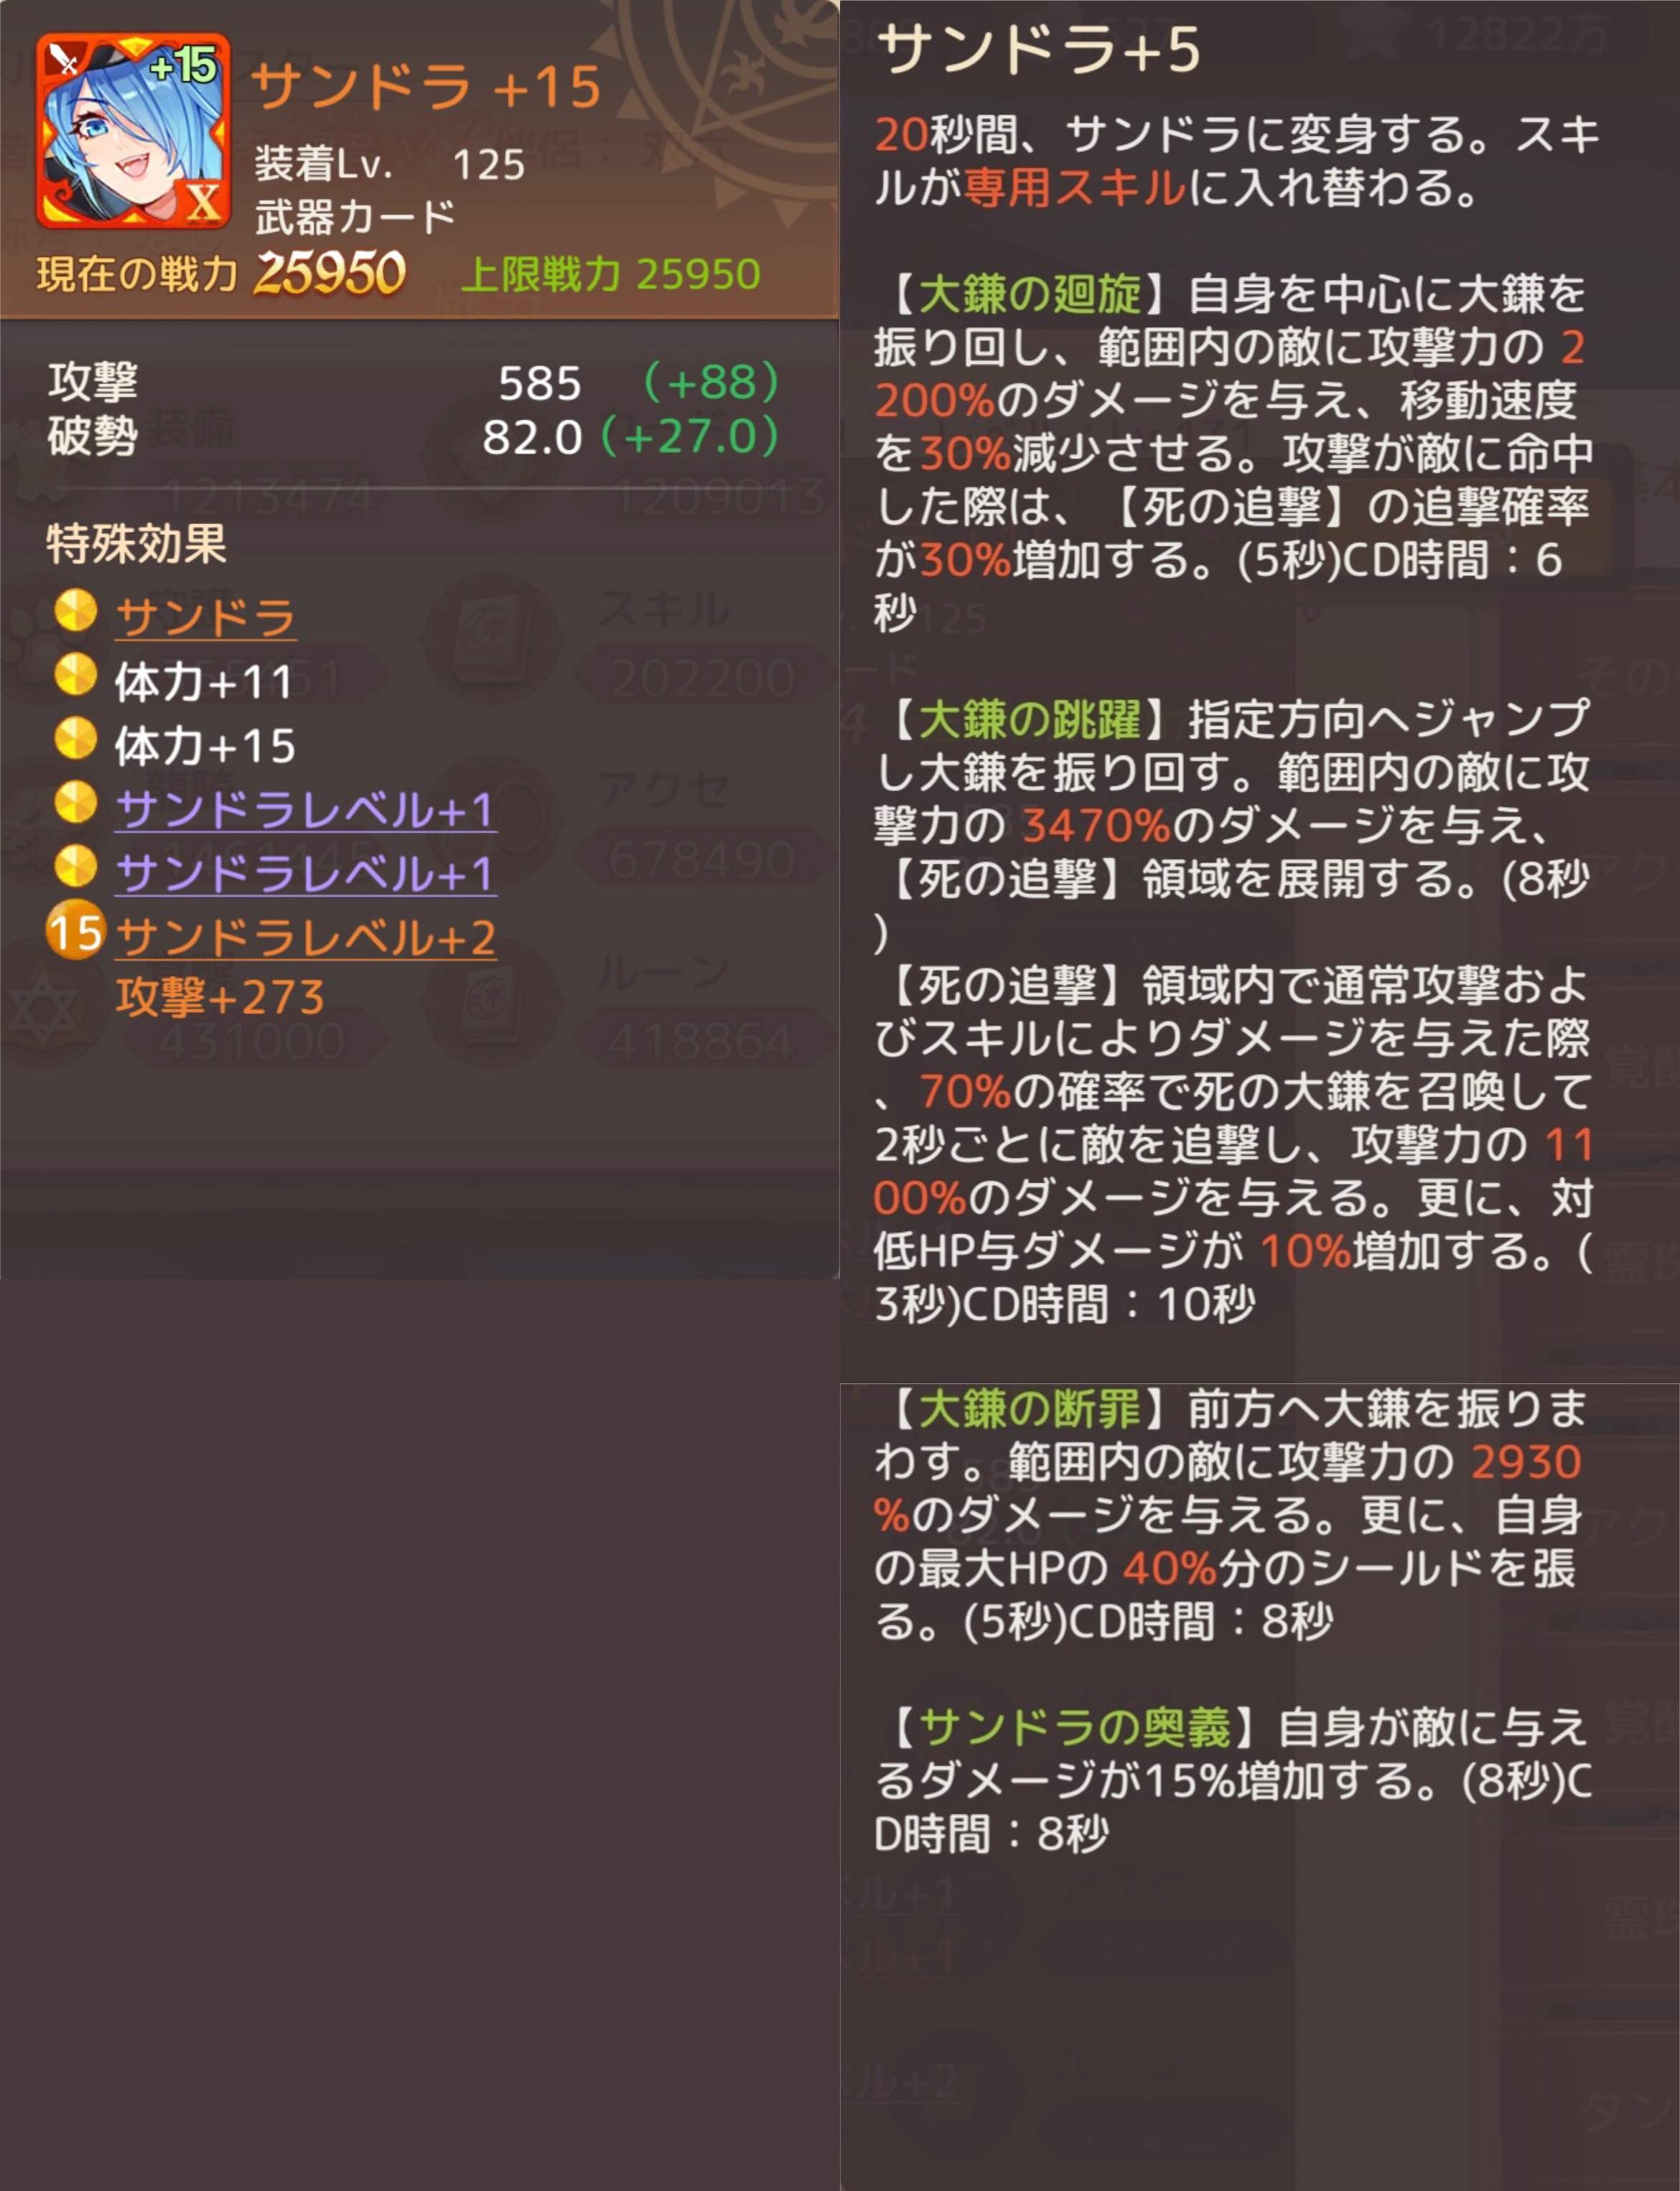 +15
X
サンドラ +15
装着Lv. 125
武器カード
現在の戦力 25950 上限戦力 25950
攻撃 585 (+88)
破勢 82.0 (+27.0)
特殊効果
サンドラ
体力+11
体力+15
サンドラレベル+1
サンドラレベル+1
15 サンドラレベル+2
攻撃+273
装備
1213474
1209013
スキル
202200
アクセ
678490
ルーン
431000
418864
12822万
サンドラ+5
20秒間、サンドラに変身する。スキ
ルが専用スキルに入れ替わる。
【大鎌の廻旋】自身を中心に大鎌を
振り回し、範囲内の敵に攻撃力の 2
200%のダメージを与え、移動速度
を30%減少させる。攻撃が敵に命中
した際は、【死の追撃】の追撃確率
が30%増加する。(5秒)CD時間：6
秒
【大鎌の跳躍】指定方向へジャンプ
し大鎌を振り回す。範囲内の敵に攻
撃力の 3470%のダメージを与え、
【死の追撃】領域を展開する。(8秒
)
【死の追撃】領域内で通常攻撃およ
びスキルによりダメージを与えた際
、70%の確率で死の大鎌を召喚して
2秒ごとに敵を追撃し、攻撃力の 11
00%のダメージを与える。更に、対
低HP与ダメージが 10%増加する。(
3秒)CD時間：10秒
【大鎌の断罪】前方へ大鎌を振りま
わす。範囲内の敵に攻撃力の 2930
%のダメージを与える。更に、自身
の最大HPの 40%分のシールドを張
る。(5秒)CD時間：8秒
【サンドラの奥義】自身が敵に与え
るダメージが15%増加する。(8秒)C
D時間：8秒